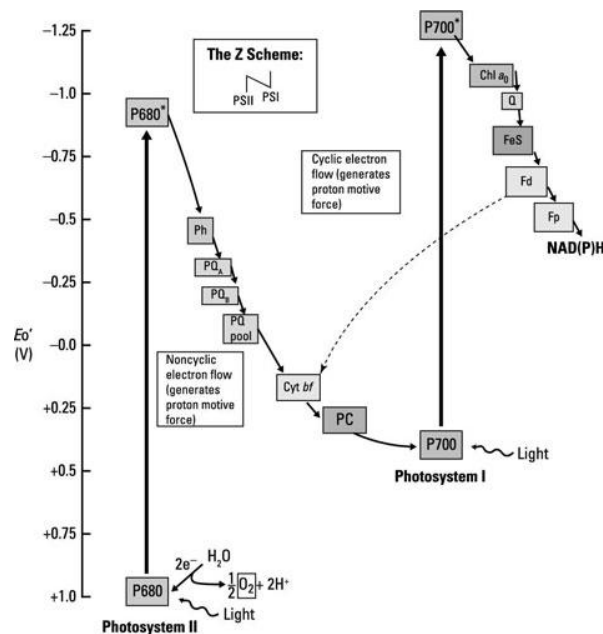 −1.25
−1.0
−0.75
−0.5
−0.25
−0.0
+0.25
+0.5
+0.75
+1.0
Eo′
(V)
The Z Scheme:
PSII
PSI
P680*
Ph
PQA
PQB
PQ
pool
Cyt bf
PC
P700
Photosystem I
Light
P700*
Chl a0
Q
FeS
Fd
Fp
NAD(P)H
Cyclic electron
flow (generates
proton motive
force)
Noncyclic
electron flow
(generates
proton motive
force)
2e− H2O
1/2 O2 + 2H+
P680
Light
Photosystem II